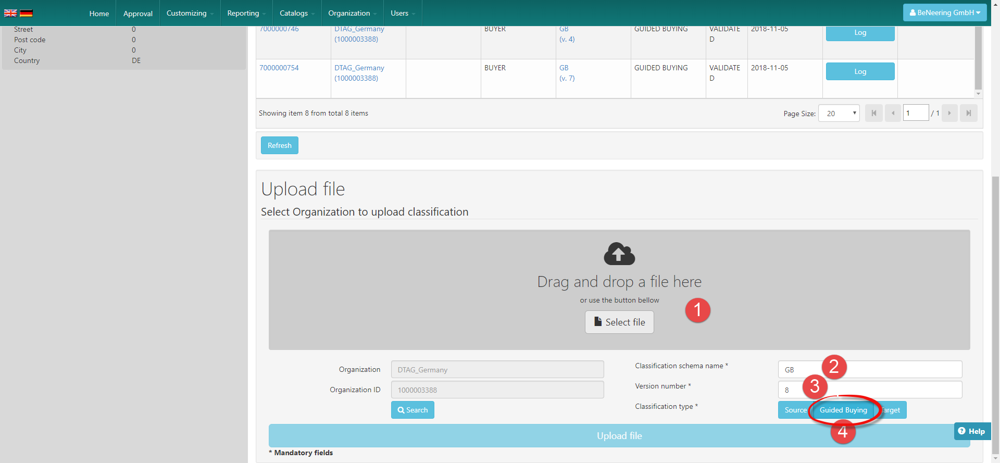 Home
Approval
Customizing
Reporting
Catalogs
Organization
Users
BeNeering GmbH
Street 0
Post code 0
City 0
Country DE
7000000746 DTAG_Germany BUYER GB GUIDED BUYING VALIDATE 2018-11-05 Log
(1000003388) (v. 4) D
7000000754 DTAG_Germany BUYER GB GUIDED BUYING VALIDATE 2018-11-05 Log
(1000003388) (v. 7) D
Showing item 8 from total 8 items
Page Size: 20 1 / 1
Refresh
Upload file
Select Organization to upload classification
Drag and drop a file here
or use the button bellow
1
Select file
Organization DTAG_Germany
Classification schema name * GB 2
Organization ID 1000003388
Version number * 8 3
Search
Classification type * Source Guided Buying Target
4
Upload file
Help
* Mandatory fields